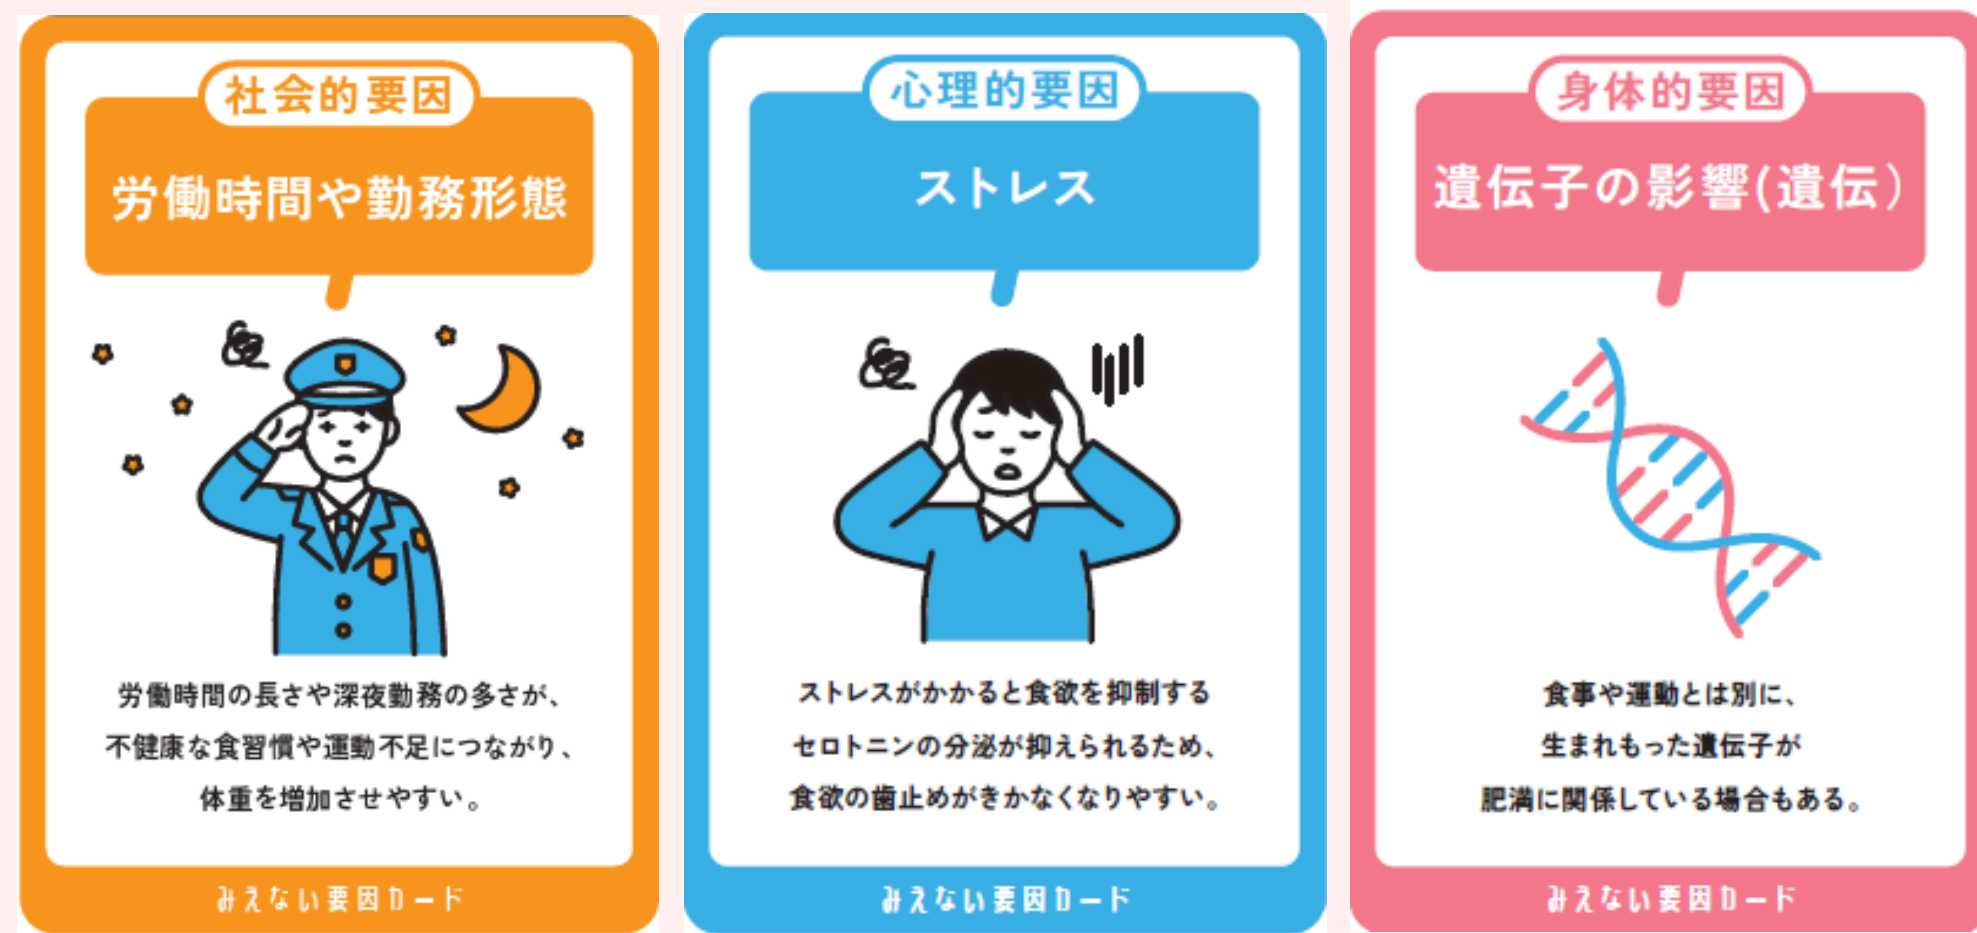 社会的要因
労働時間や勤務形態
労働時間の長さや深夜勤務の多さが、
不健康な食習慣や運動不足につながり、
体重を増加させやすい。
みえない要因カード
心理的要因
ストレス
ストレスがかかると食欲を抑制する
セロトニンの分泌が抑えられるため、
食欲の歯止めがきかなくなりやすい。
みえない要因カード
身体的要因
遺伝子の影響(遺伝)
食事や運動とは別に、
生まれもった遺伝子が
肥満に関係している場合もある。
みえない要因カード